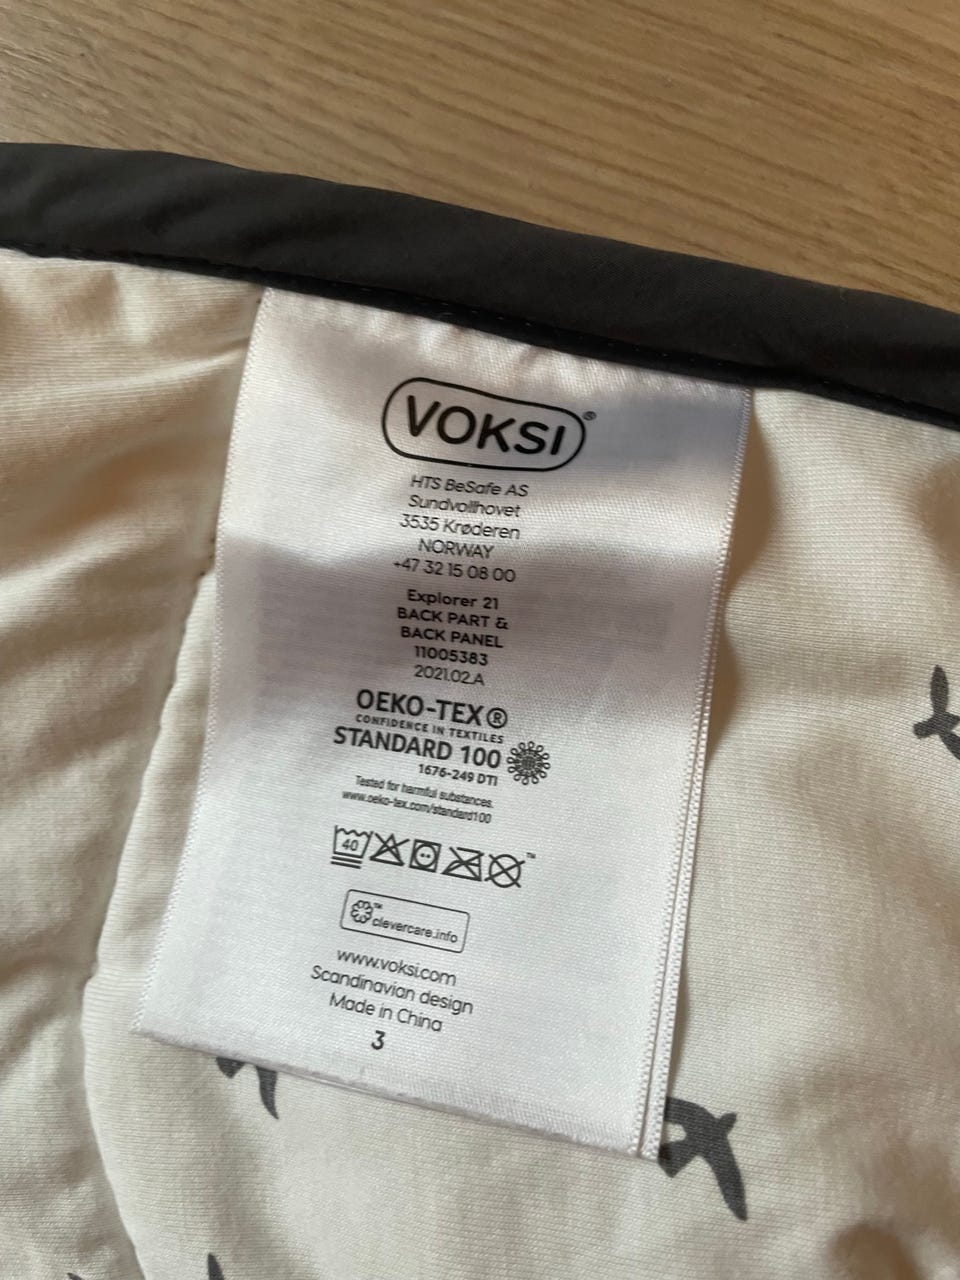 VOKSI®
HTS BeSafe AS
Sundvollhovet
3535 Krøderen
NORWAY
+47 32 15 08 00
Explorer 21
BACK PART &
BACK PANEL
11005383
2021.02.A
OEKO-TEX®
CONFIDENCE IN TEXTILES
STANDARD 100
1676-249 DTI
Tested for harmful substances.
www.oeko-tex.com/standard100
40 ™
™ clevercare.info
www.voksi.com
Scandinavian design
Made in China
3